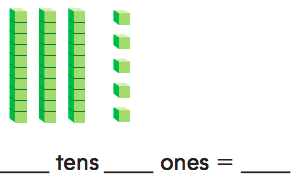 ____ tens ____ ones = ____